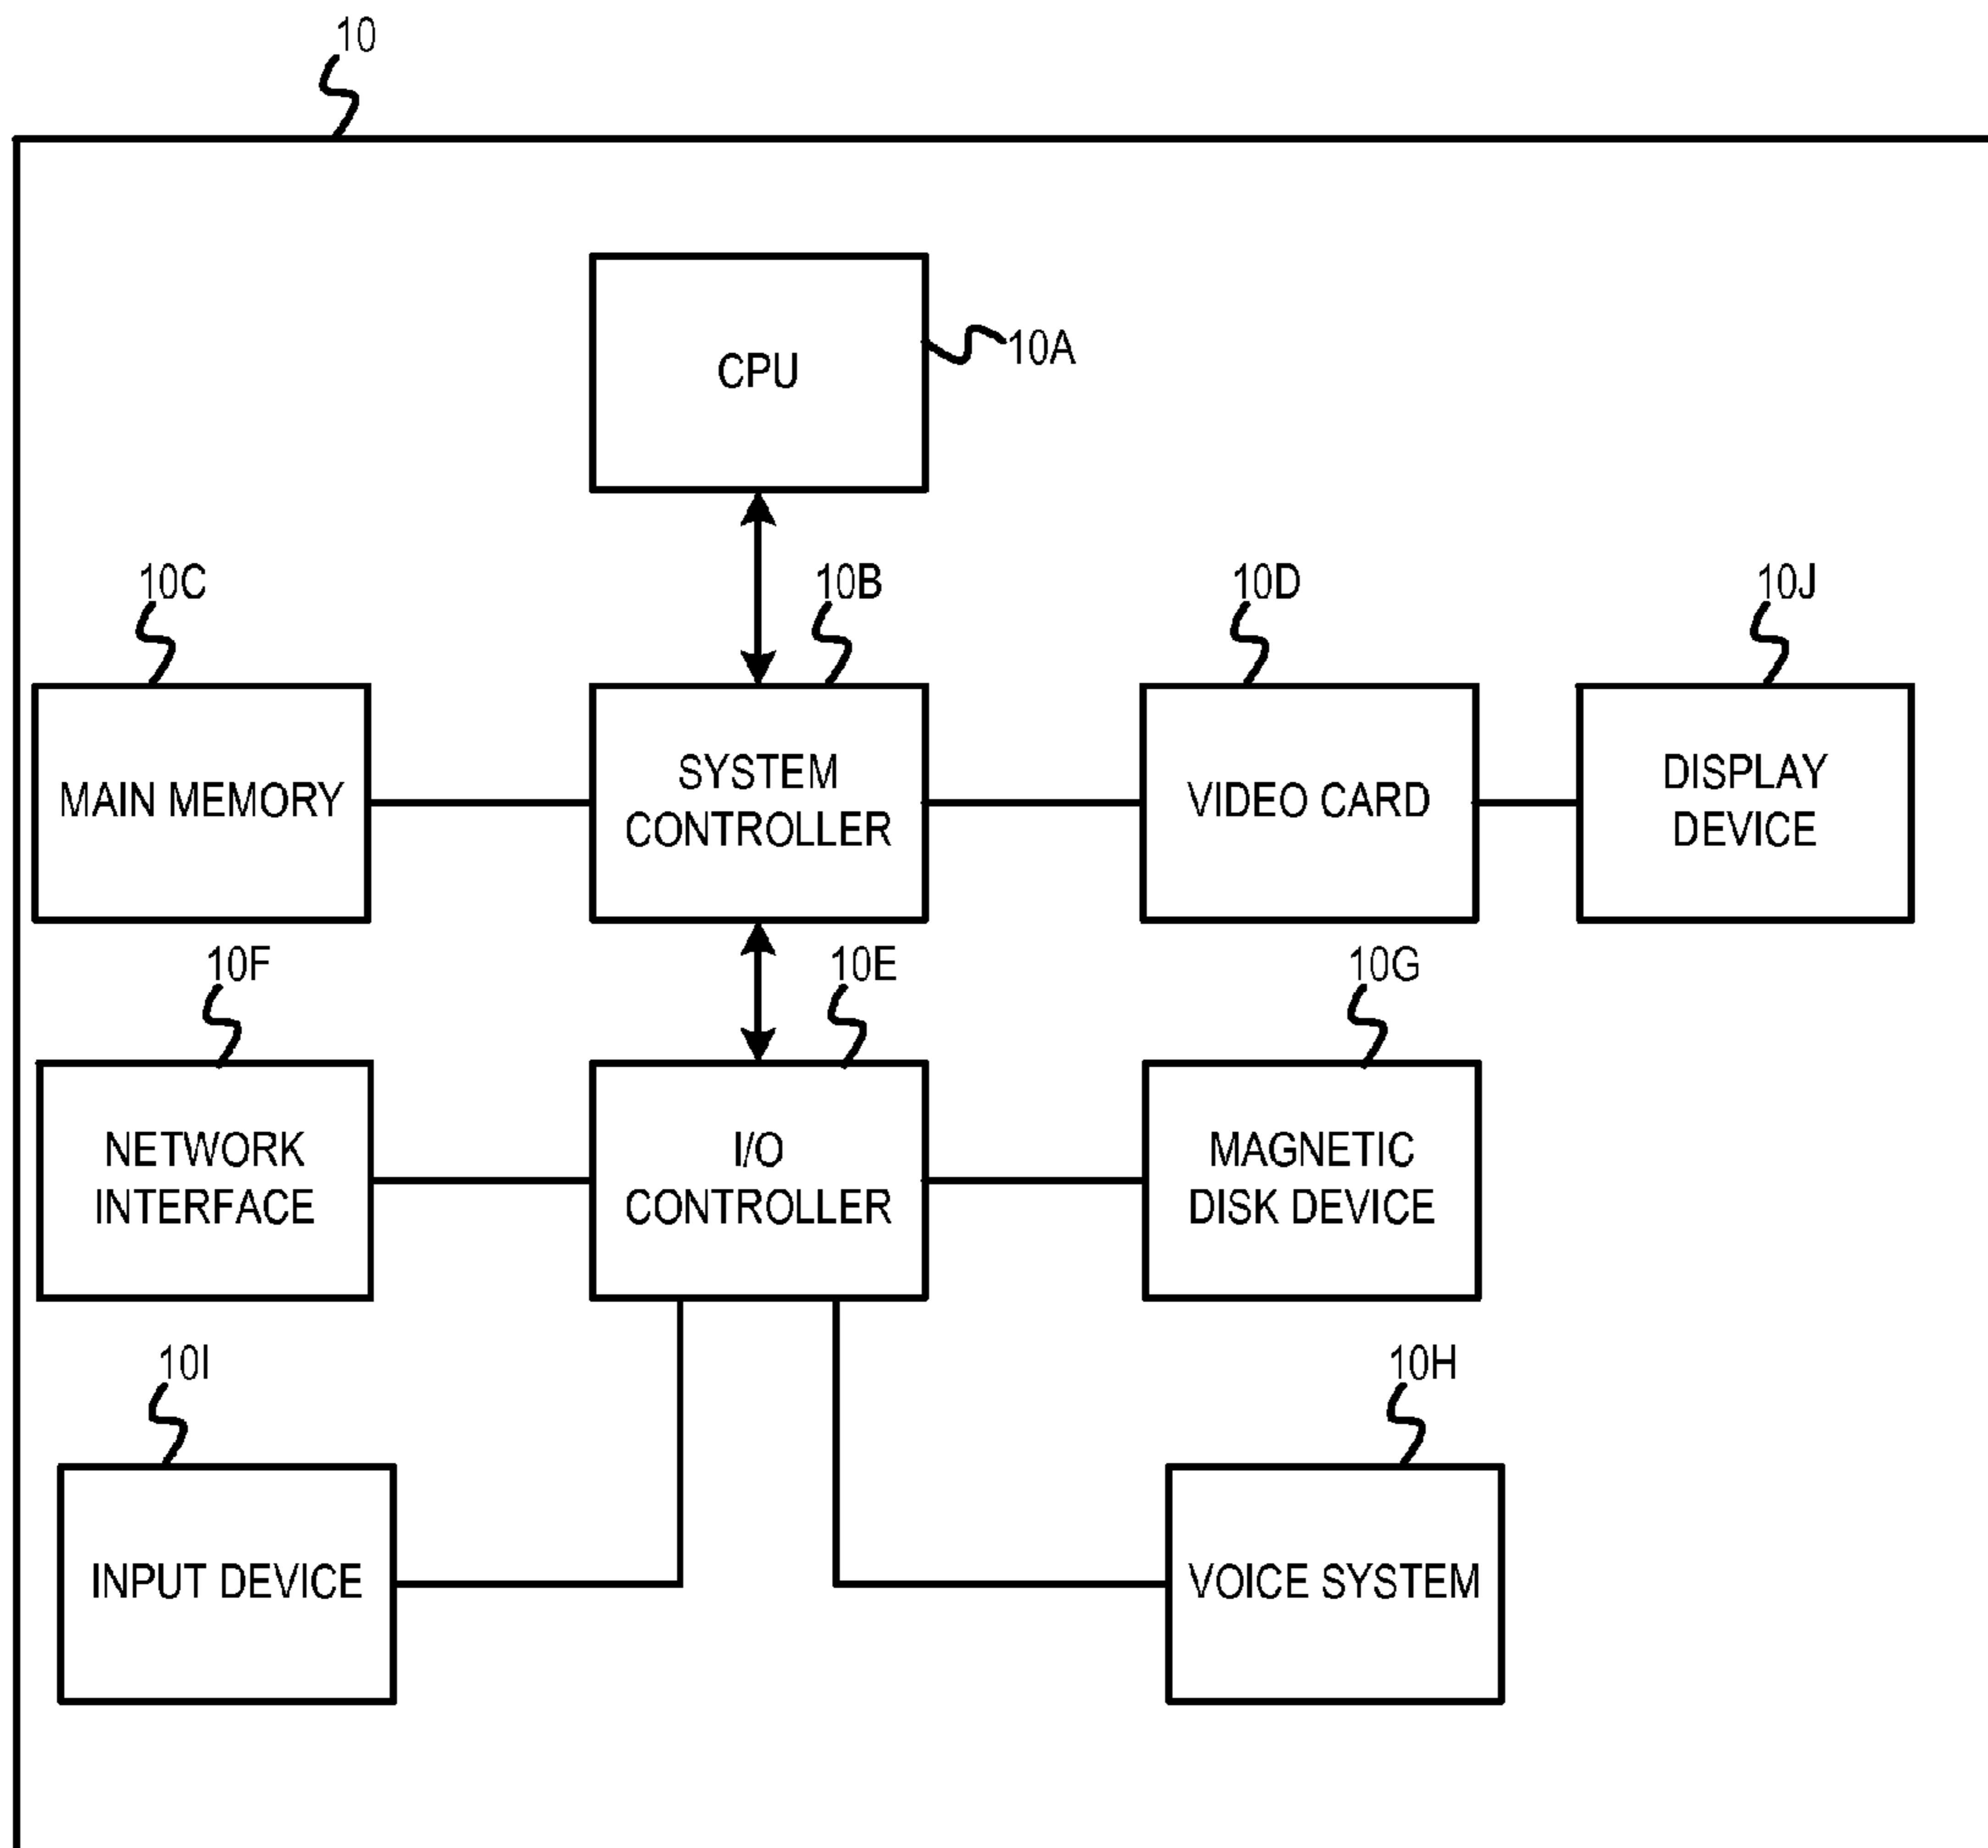 10
CPU
10A
10C
10B
10D
10J
MAIN MEMORY
SYSTEM
CONTROLLER
VIDEO CARD
DISPLAY
DEVICE
10F
10E
10G
NETWORK
INTERFACE
I/O
CONTROLLER
MAGNETIC
DISK DEVICE
10I
10H
INPUT DEVICE
VOICE SYSTEM